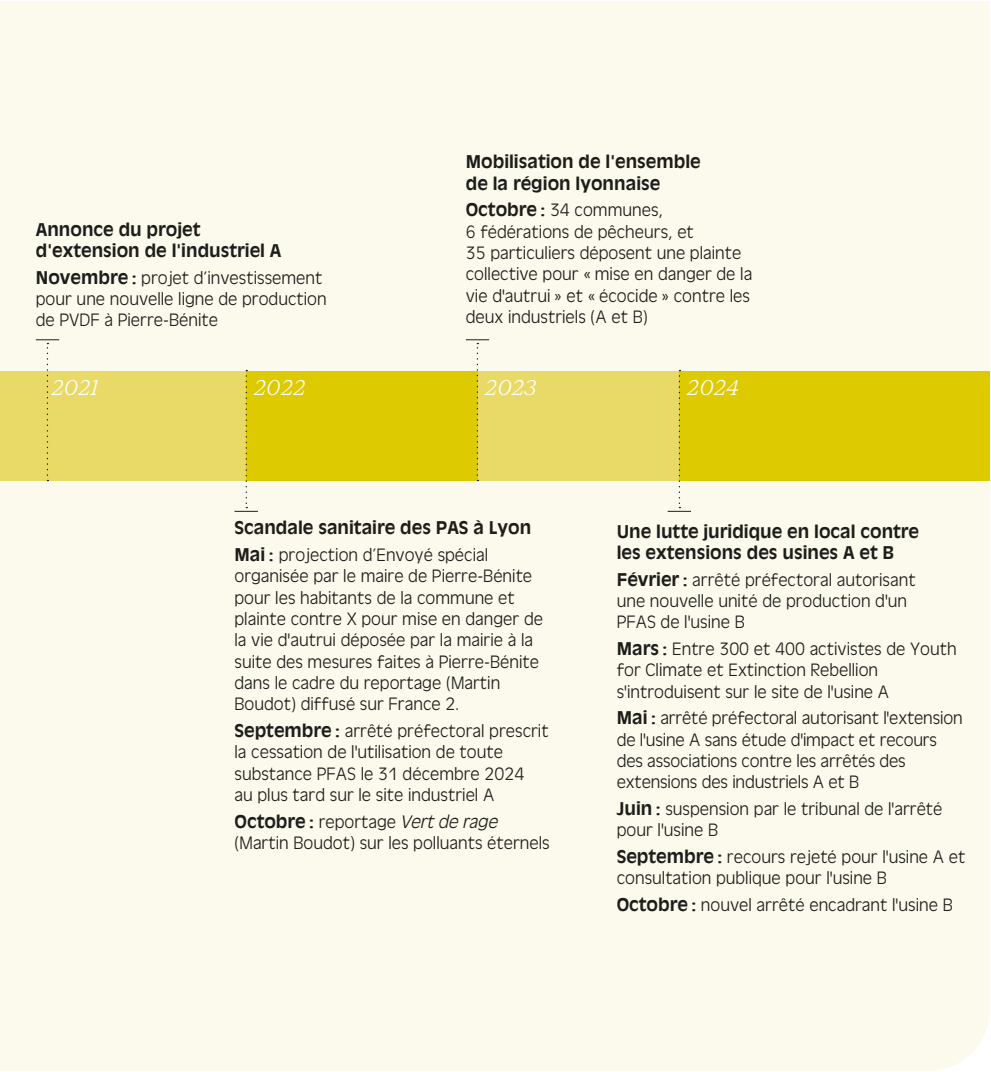 Annonce du projet
d'extension de l'industriel A
Novembre : projet d’investissement
pour une nouvelle ligne de production
de PVDF à Pierre-Bénite
Mobilisation de l'ensemble
de la région lyonnaise
Octobre : 34 communes,
6 fédérations de pêcheurs, et
35 particuliers déposent une plainte
collective pour « mise en danger de la
vie d'autrui » et « écocide » contre les
deux industriels (A et B)
2021
2022
2023
2024
Scandale sanitaire des PAS à Lyon
Mai : projection d’Envoyé spécial
organisée par le maire de Pierre-Bénite
pour les habitants de la commune et
plainte contre X pour mise en danger de
la vie d'autrui déposée par la mairie à la
suite des mesures faites à Pierre-Bénite
dans le cadre du reportage (Martin
Boudot) diffusé sur France 2.
Septembre : arrêté préfectoral prescrit
la cessation de l'utilisation de toute
substance PFAS le 31 décembre 2024
au plus tard sur le site industriel A
Octobre : reportage Vert de rage
(Martin Boudot) sur les polluants éternels
Une lutte juridique en local contre
les extensions des usines A et B
Février : arrêté préfectoral autorisant
une nouvelle unité de production d'un
PFAS de l'usine B
Mars : Entre 300 et 400 activistes de Youth
for Climate et Extinction Rebellion
s'introduisent sur le site de l'usine A
Mai : arrêté préfectoral autorisant l'extension
de l'usine A sans étude d'impact et recours
des associations contre les arrêtés des
extensions des industriels A et B
Juin : suspension par le tribunal de l'arrêté
pour l'usine B
Septembre : recours rejeté pour l'usine A et
consultation publique pour l'usine B
Octobre : nouvel arrêté encadrant l'usine B